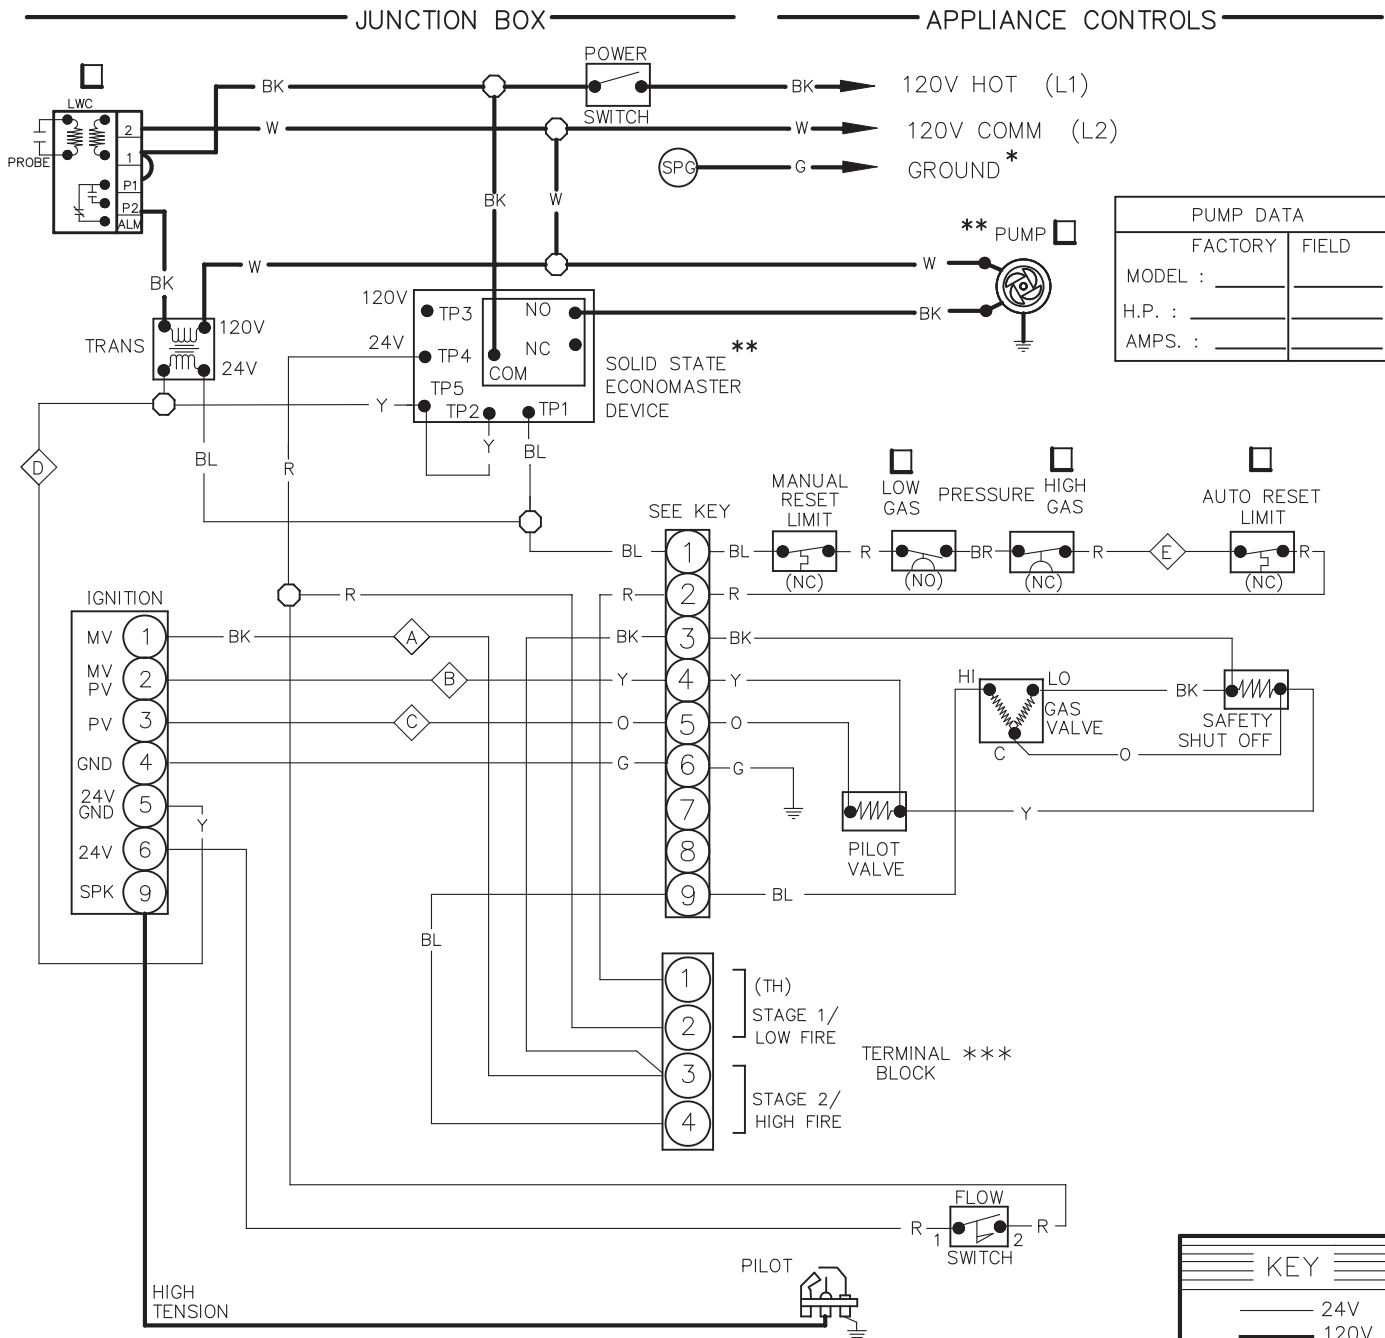 JUNCTION BOX
APPLIANCE CONTROLS
POWER
SWITCH
BK
BK
120V HOT (L1)
LWC
PROBE
2
1
P1
P2
ALM
W
W
120V COMM (L2)
SPG
G
GROUND *
BK
W
** PUMP
PUMP DATA
FACTORY
FIELD
MODEL :
H.P. :
AMPS. :
W
W
BK
BK
TRANS
120V
24V
120V
24V
TP3
TP4
TP5
TP2
TP1
NO
NC
COM
SOLID STATE **
ECONOMASTER
DEVICE
Y
Y
BL
D
BL
R
SEE KEY
MANUAL
RESET
LIMIT
LOW
GAS
PRESSURE
HIGH
GAS
AUTO RESET
LIMIT
BL
1
BL
R
BR
R
E
R
(NC)
(NO)
(NC)
(NC)
R
R
2
R
IGNITION
MV
1
BK
A
BK
3
BK
MV
PV
2
B
Y
4
Y
PV
3
C
O
5
O
GND
4
G
6
G
24V
GND
5
Y
7
24V
6
8
SPK
9
9
BL
HI
LO
GAS
VALVE
C
BK
SAFETY
SHUT OFF
O
Y
PILOT
VALVE
BL
1
2
3
4
(TH)
STAGE 1/
LOW FIRE
STAGE 2/
HIGH FIRE
TERMINAL ***
BLOCK
FLOW
SWITCH
R
1
2
R
PILOT
HIGH
TENSION
KEY
24V
120V